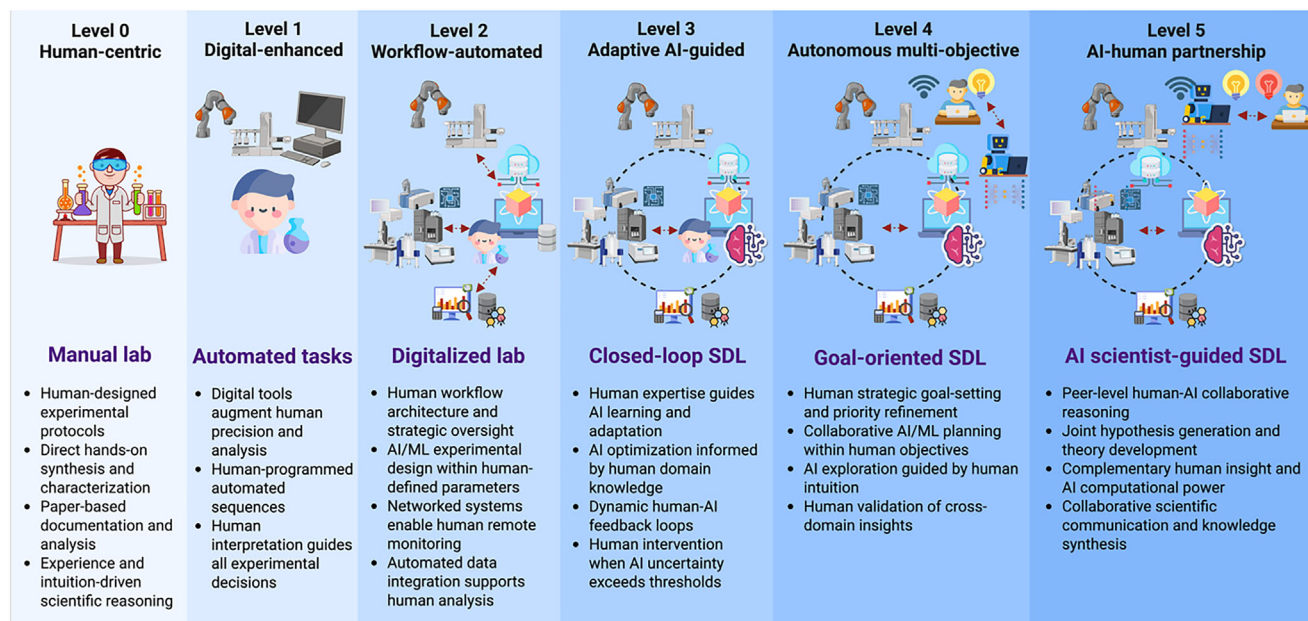 Level 0
Human-centric
Level 1
Digital-enhanced
Level 2
Workflow-automated
Level 3
Adaptive AI-guided
Level 4
Autonomous multi-objective
Level 5
AI-human partnership
Manual lab
• Human-designed
experimental
protocols
• Direct hands-on
synthesis and
characterization
• Paper-based
documentation and
analysis
• Experience and
intuition-driven
scientific reasoning
Automated tasks
• Digital tools
augment human
precision and
analysis
• Human-programmed
automated
sequences
• Human
interpretation guides
all experimental
decisions
Digitalized lab
• Human workflow
architecture and
strategic oversight
• AI/ML experimental
design within human-
defined parameters
• Networked systems
enable human remote
monitoring
• Automated data
integration supports
human analysis
Closed-loop SDL
• Human expertise guides
AI learning and
adaptation
• AI optimization informed
by human domain
knowledge
• Dynamic human-AI
feedback loops
• Human intervention
when AI uncertainty
exceeds thresholds
Goal-oriented SDL
• Human strategic goal-setting
and priority refinement
• Collaborative AI/ML planning
within human objectives
• AI exploration guided by human
intuition
• Human validation of cross-
domain insights
AI scientist-guided SDL
• Peer-level human-AI collaborative
reasoning
• Joint hypothesis generation and
theory development
• Complementary human insight and
AI computational power
• Collaborative scientific
communication and knowledge
synthesis